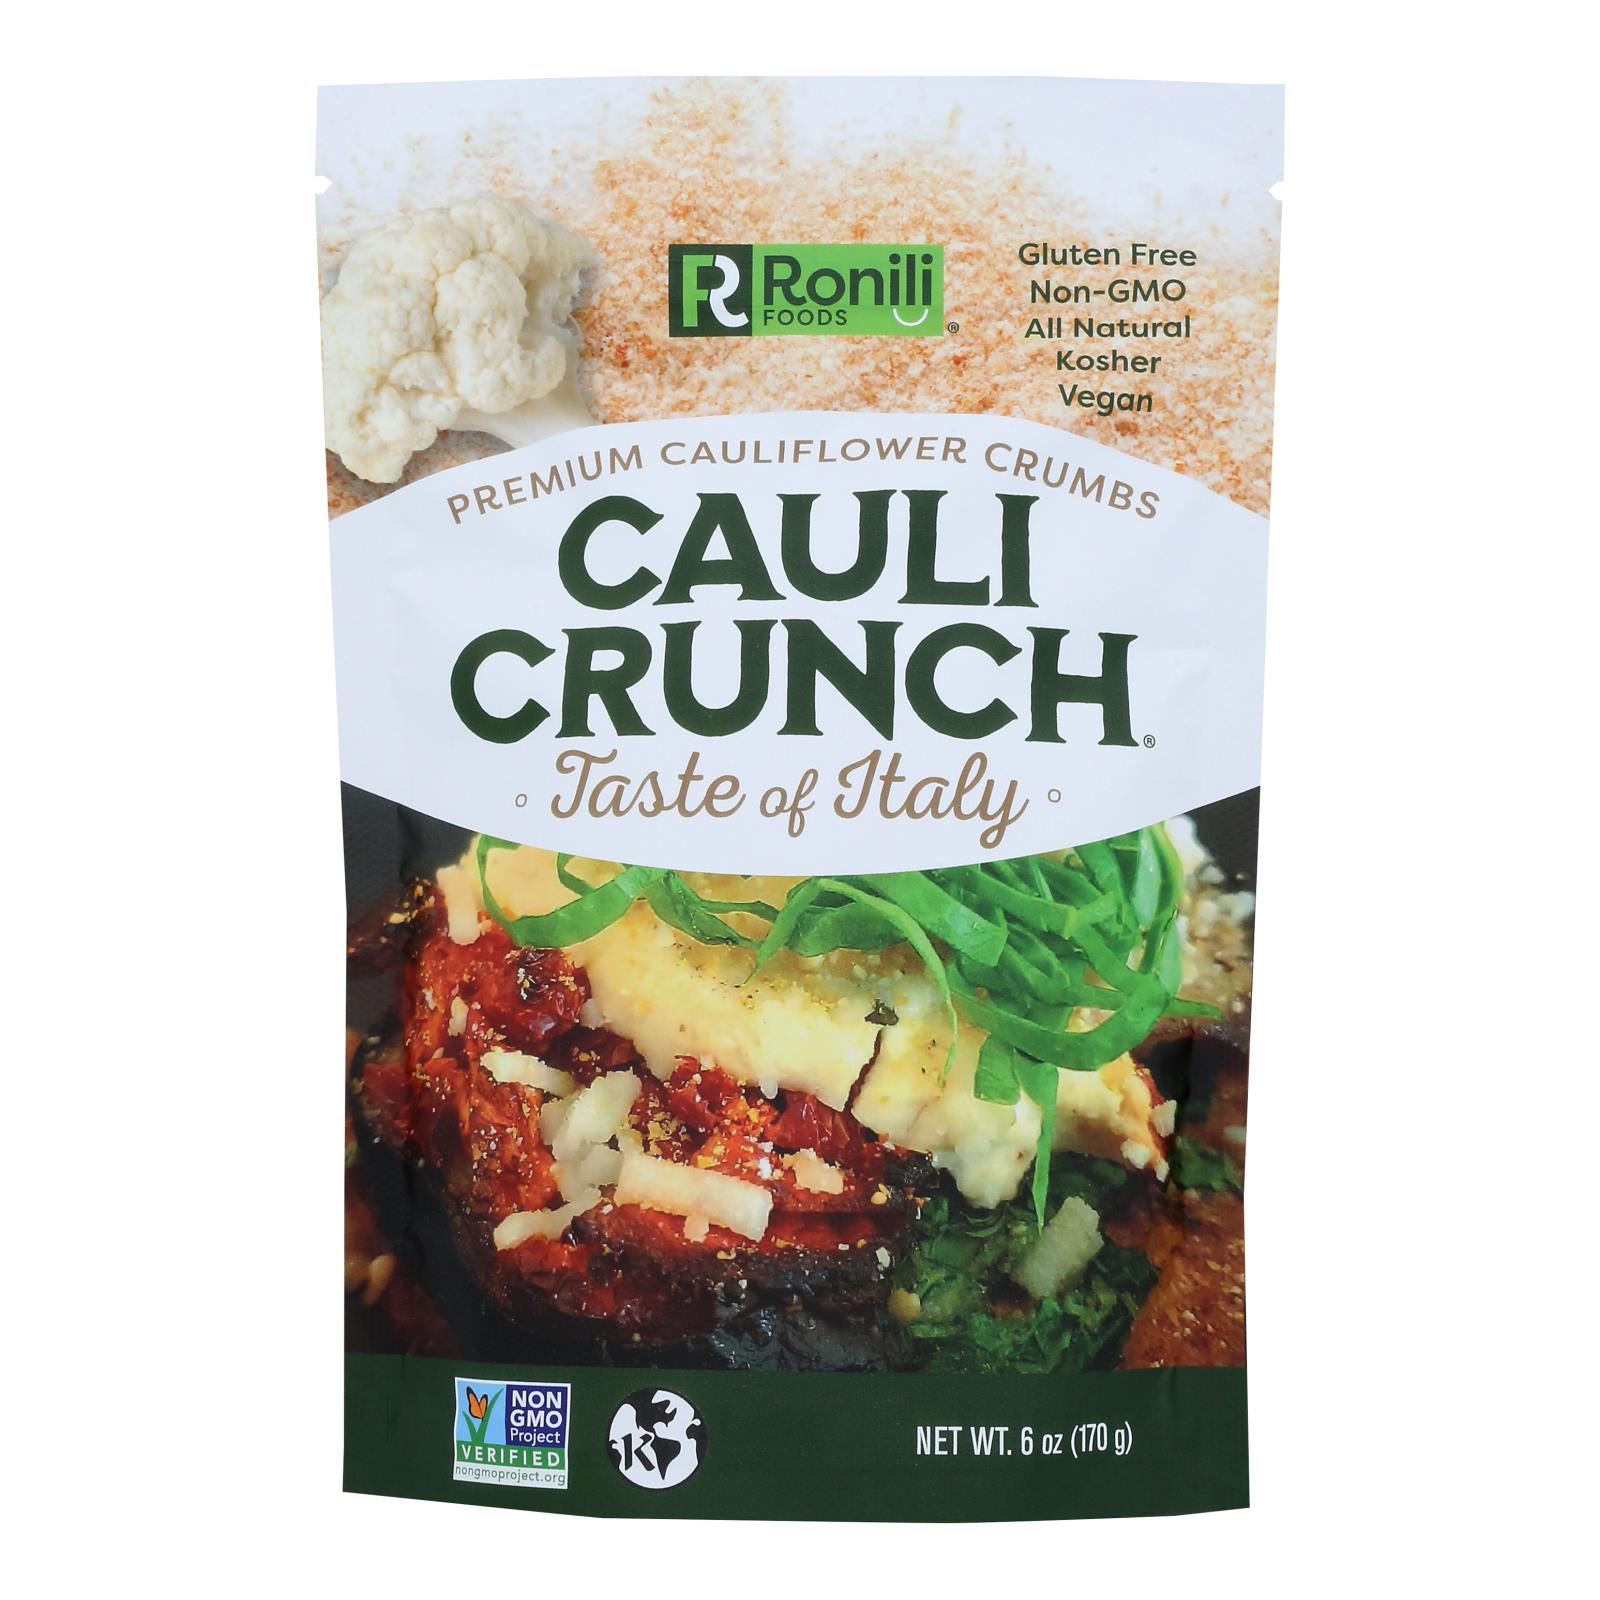 R Ronili
FOODS
®
Gluten Free
Non-GMO
All Natural
Kosher
Vegan
PREMIUM CAULIFLOWER CRUMBS
CAULI
CRUNCH®
Taste of Italy
NON
GMO
Project
VERIFIED
nongmoproject.org
K
NET WT. 6 oz (170 g)